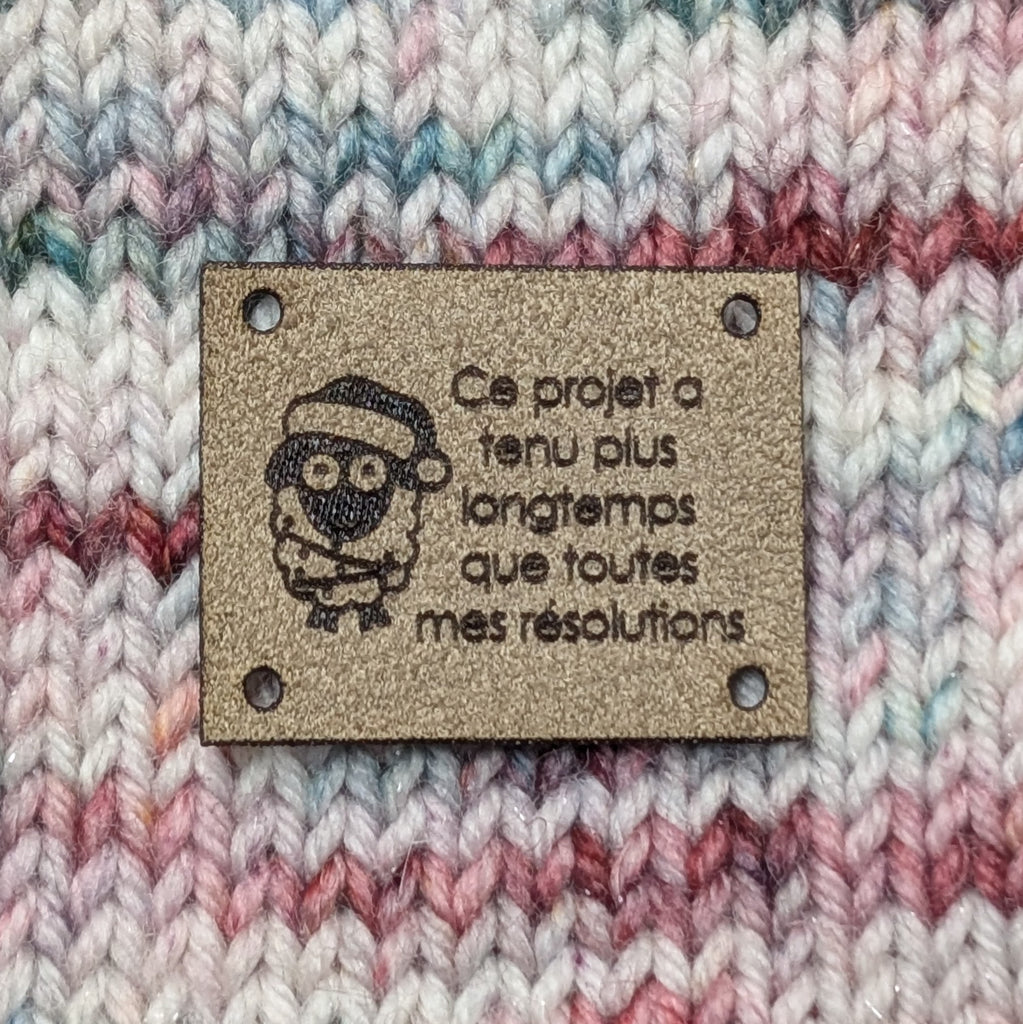 Ce projet a
tenu plus
longtemps
que toutes
mes résolutions